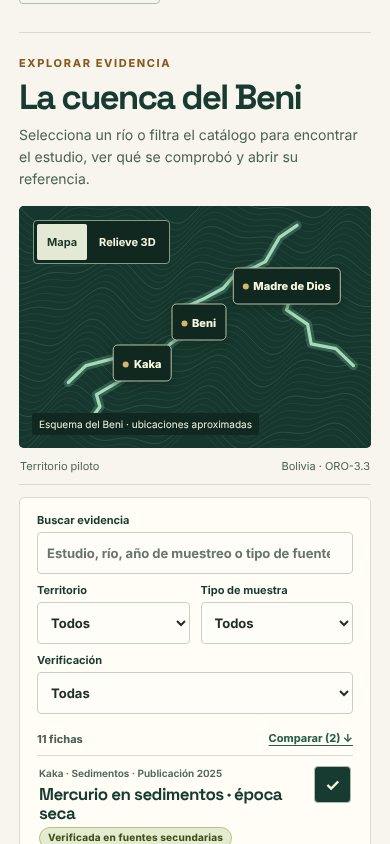 EXPLORAR EVIDENCIA
La cuenca del Beni
Selecciona un río o filtra el catálogo para encontrar
el estudio, ver qué se comprobó y abrir su
referencia.
Mapa
Relieve 3D
Madre de Dios
Beni
Kaka
Esquema del Beni · ubicaciones aproximadas
Territorio piloto
Bolivia · ORO-3.3
Buscar evidencia
Estudio, río, año de muestreo o tipo de fuente
Territorio
Tipo de muestra
Todos
Todos
Verificación
Todas
11 fichas
Comparar (2) ↓
Kaka · Sedimentos · Publicación 2025
Mercurio en sedimentos · época
seca
Verificada en fuentes secundarias